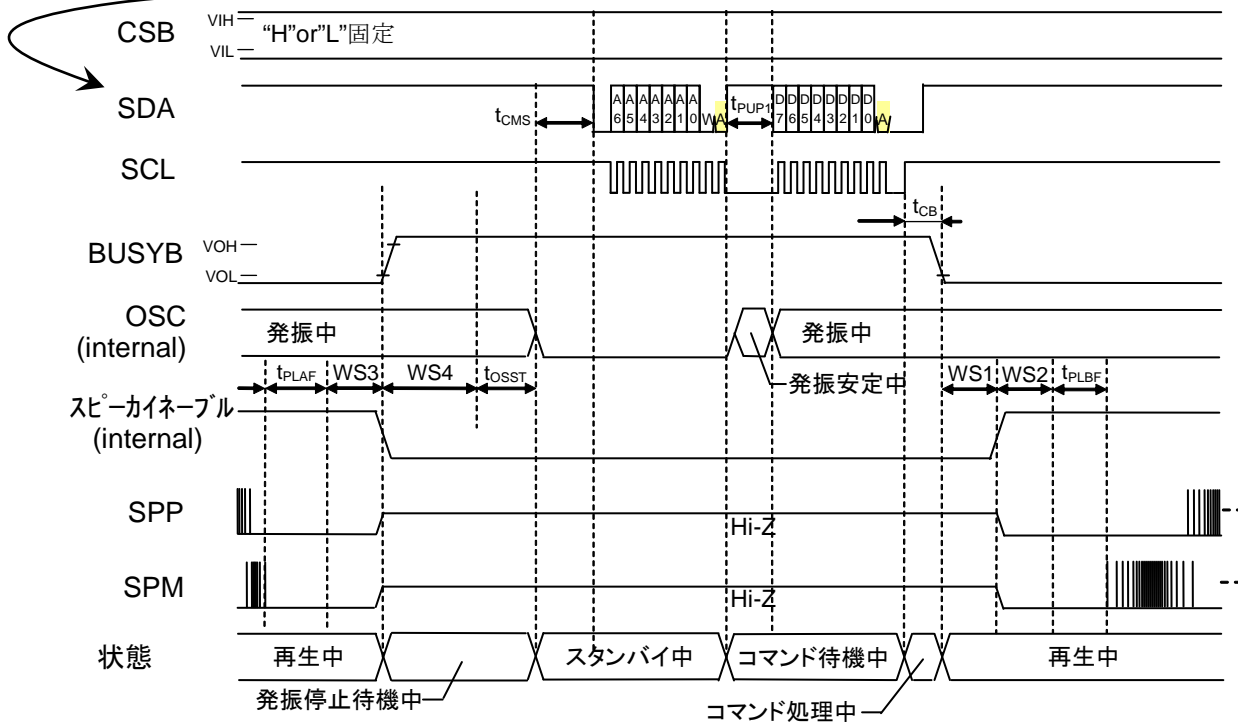 CSB
VIH
VIL
“H”or”L”固定
SDA
A6 A5 A4 A3 A2 A1 A0 W A
D7 D6 D5 D4 D3 D2 D1 D0 A
tCMS
tPUP1
SCL
tCB
BUSYB
VOH
VOL
OSC
(internal)
発振中
発振中
発振安定中
tPLAF
WS3
WS4
tOSST
WS1
WS2
tPLBF
スピーカイネーブル
(internal)
SPP
Hi-Z
SPM
Hi-Z
状態
再生中
スタンバイ中
コマンド待機中
再生中
発振停止待機中
コマンド処理中